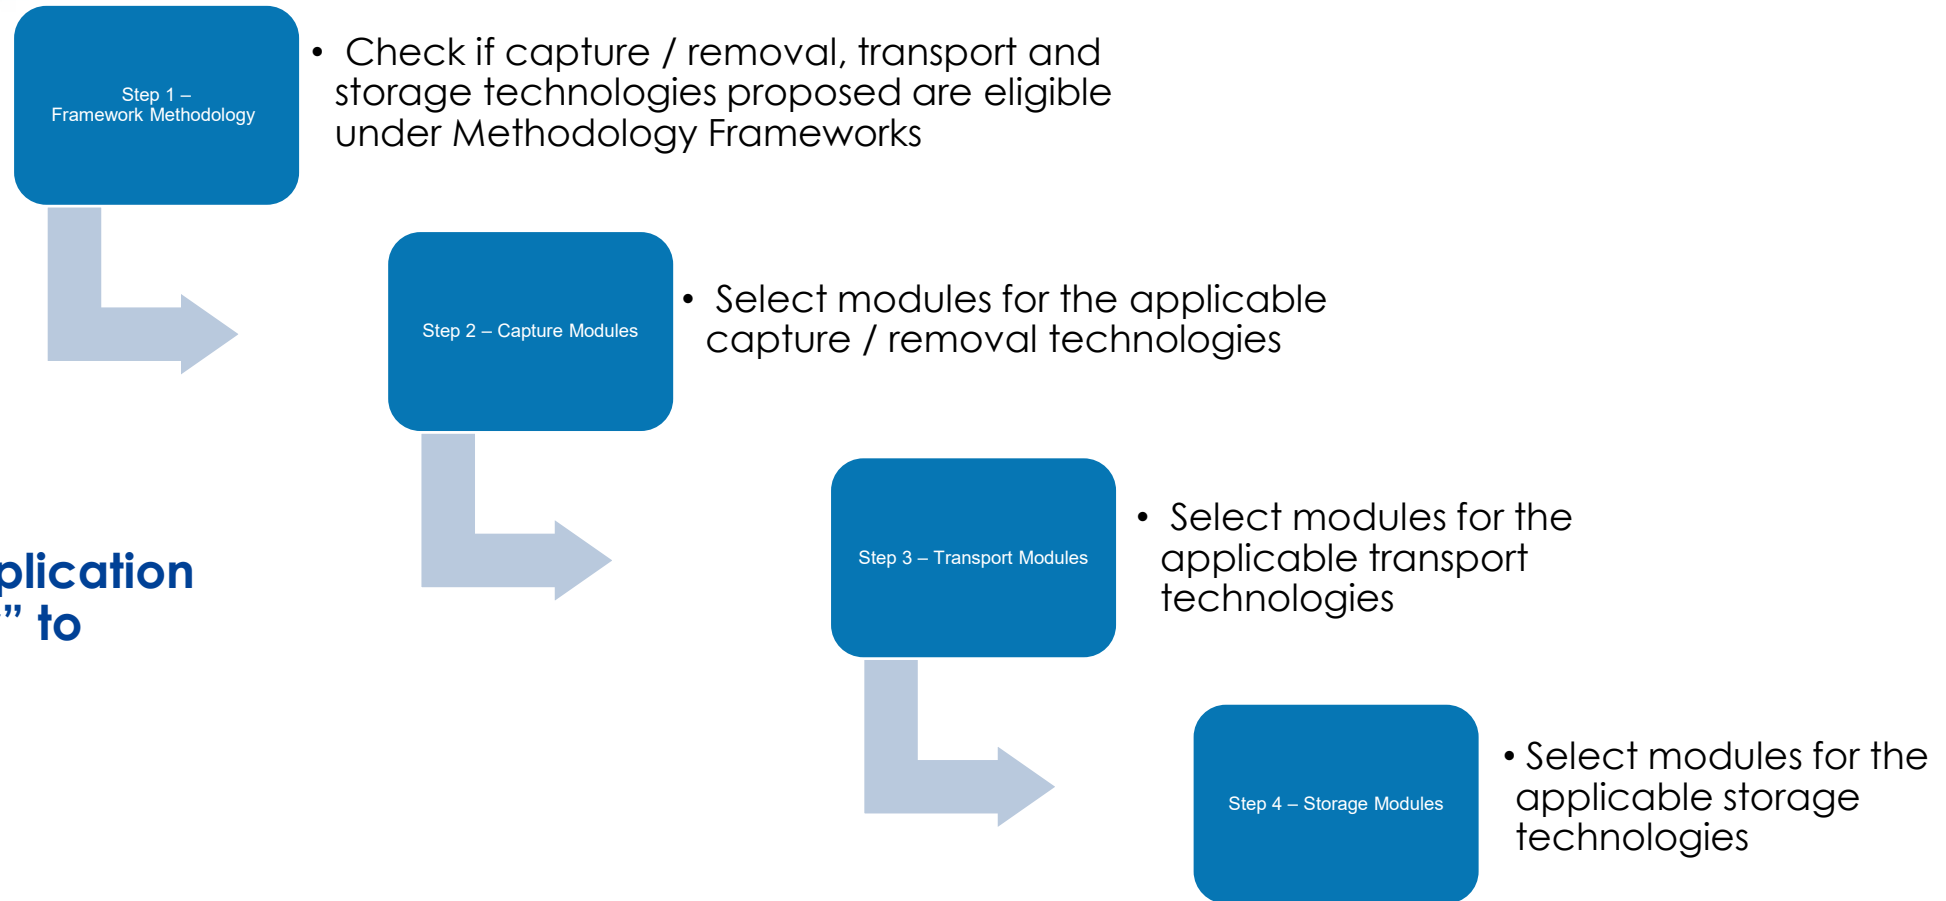 Step 1 –
Framework Methodology
• Check if capture / removal, transport and
storage technologies proposed are eligible
under Methodology Frameworks
Step 2 – Capture Modules
• Select modules for the applicable
capture / removal technologies
Step 3 – Transport Modules
• Select modules for the
applicable transport
technologies
plication
” to
Step 4 – Storage Modules
• Select modules for the
applicable storage
technologies